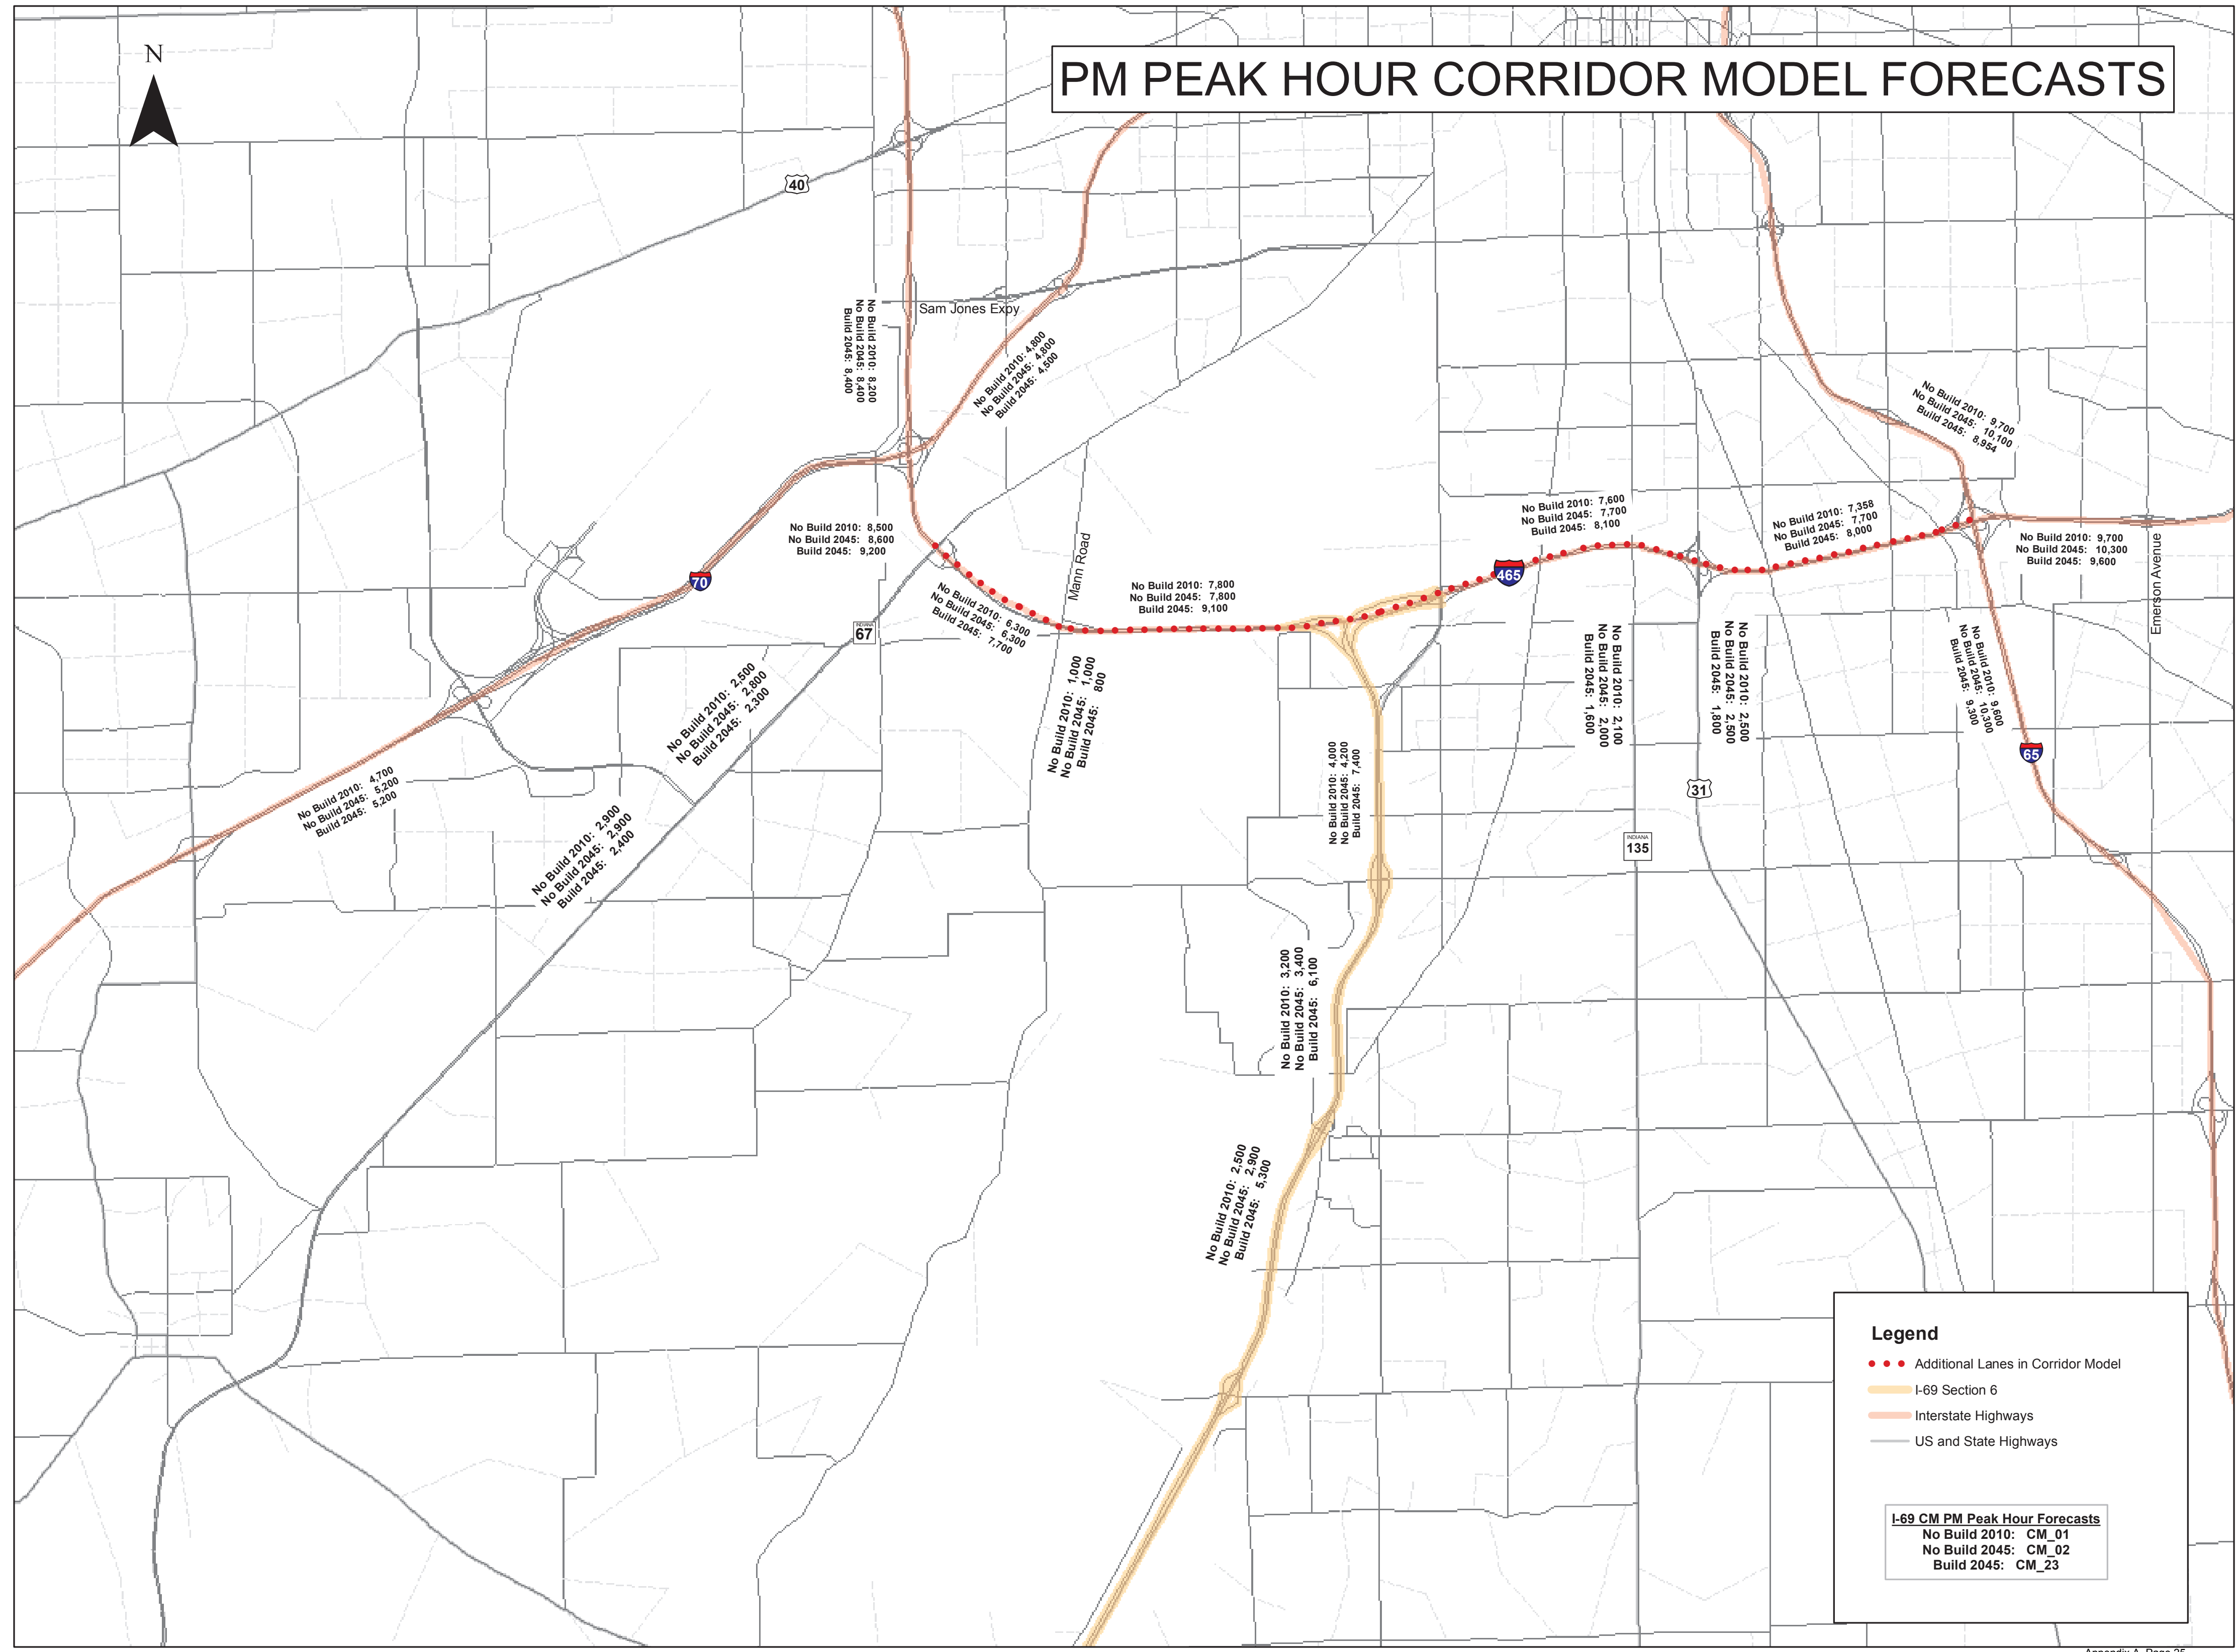 N
PM PEAK HOUR CORRIDOR MODEL FORECASTS
40
Sam Jones Expy
No Build 2010: 8,200
No Build 2045: 8,400
Build 2045: 8,400
No Build 2010: 4,800
No Build 2045: 4,800
Build 2045: 4,500
No Build 2010: 9,700
No Build 2045: 10,100
Build 2045: 8,954
No Build 2010: 8,500
No Build 2045: 8,600
Build 2045: 9,200
No Build 2010: 7,600
No Build 2045: 7,700
Build 2045: 8,100
No Build 2010: 7,358
No Build 2045: 7,700
Build 2045: 8,000
No Build 2010: 9,700
No Build 2045: 10,300
Build 2045: 9,600
Emerson Avenue
Mann Road
70
465
INDIANA
67
No Build 2010: 6,300
No Build 2045: 6,300
Build 2045: 7,700
No Build 2010: 7,800
No Build 2045: 7,800
Build 2045: 9,100
No Build 2010: 2,500
No Build 2045: 2,800
Build 2045: 2,300
No Build 2010: 1,000
No Build 2045: 1,000
Build 2045: 800
No Build 2010: 2,100
No Build 2045: 2,000
Build 2045: 1,600
No Build 2010: 2,500
No Build 2045: 2,500
Build 2045: 1,800
No Build 2010: 9,600
No Build 2045: 10,300
Build 2045: 9,300
65
31
INDIANA
135
No Build 2010: 4,700
No Build 2045: 5,200
Build 2045: 5,200
No Build 2010: 2,900
No Build 2045: 2,900
Build 2045: 2,400
No Build 2010: 4,000
No Build 2045: 4,200
Build 2045: 7,400
No Build 2010: 3,200
No Build 2045: 3,400
Build 2045: 6,100
No Build 2010: 2,500
No Build 2045: 2,900
Build 2045: 5,300
Legend
Additional Lanes in Corridor Model
I-69 Section 6
Interstate Highways
US and State Highways
I-69 CM PM Peak Hour Forecasts
No Build 2010: CM_01
No Build 2045: CM_02
Build 2045: CM_23
Appendix A, Page 25